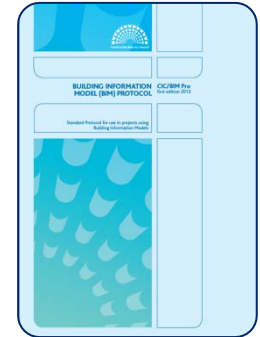 BUILDING INFORMATION
MODEL (BIM) PROTOCOL
CIC/BIM Pro
first edition 2013
Standard Protocol for use in projects using
Building Information Models